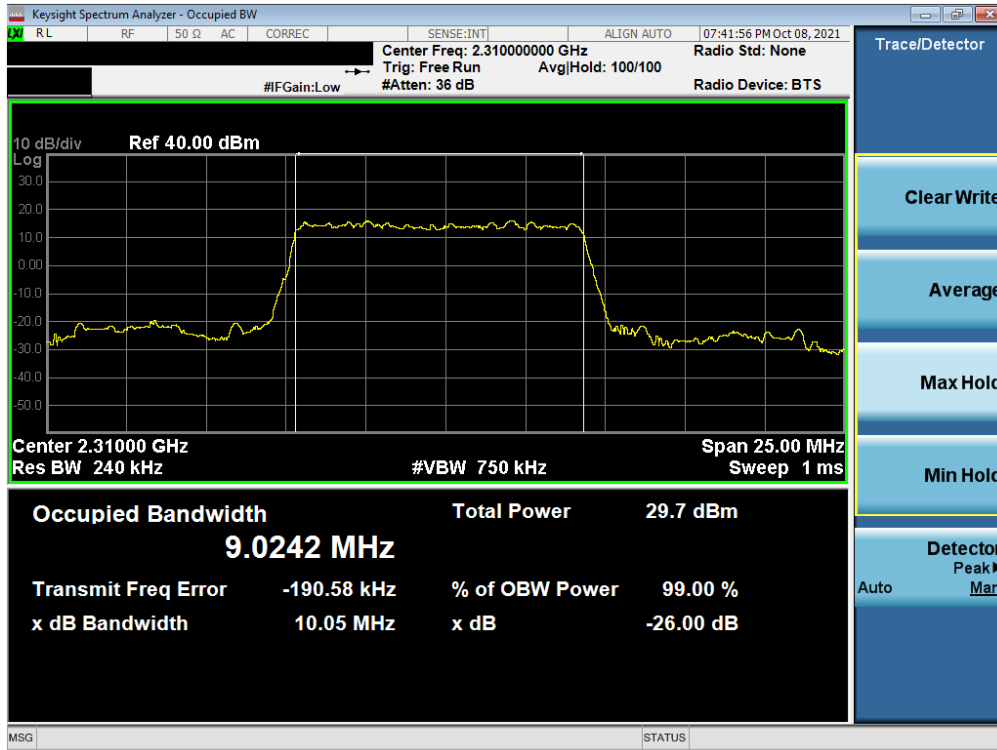 Keysight Spectrum Analyzer - Occupied BW
LXI RL RF 50 Ω AC CORREC SENSE:INT ALIGN AUTO 07:41:56 PM Oct 08, 2021
Center Freq: 2.310000000 GHz Radio Std: None
Trig: Free Run Avg|Hold: 100/100
#IFGain:Low #Atten: 36 dB Radio Device: BTS
10 dB/div Ref 40.00 dBm
Log
30.0
20.0
10.0
0.00
-10.0
-20.0
-30.0
-40.0
-50.0
Center 2.31000 GHz Span 25.00 MHz
Res BW 240 kHz #VBW 750 kHz Sweep 1 ms
Occupied Bandwidth Total Power 29.7 dBm
9.0242 MHz
Transmit Freq Error -190.58 kHz % of OBW Power 99.00 %
x dB Bandwidth 10.05 MHz x dB -26.00 dB
Trace/Detector
Clear Write
Average
Max Hold
Min Hold
Detector
Peak▶
Auto Man
MSG STATUS